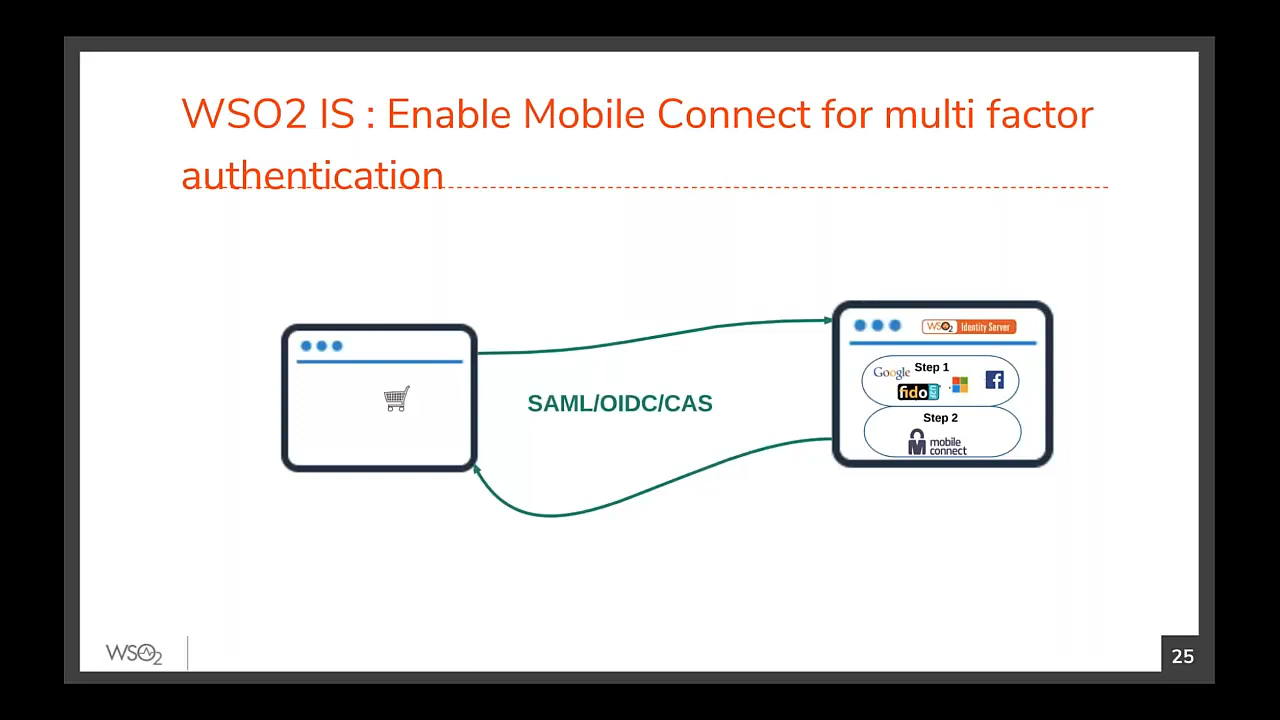 WSO2 IS : Enable Mobile Connect for multi factor
authentication
WSO2 Identity Server
Step 1
Google
fido
SAML/OIDC/CAS
Step 2
mobile
connect
WSO2
25